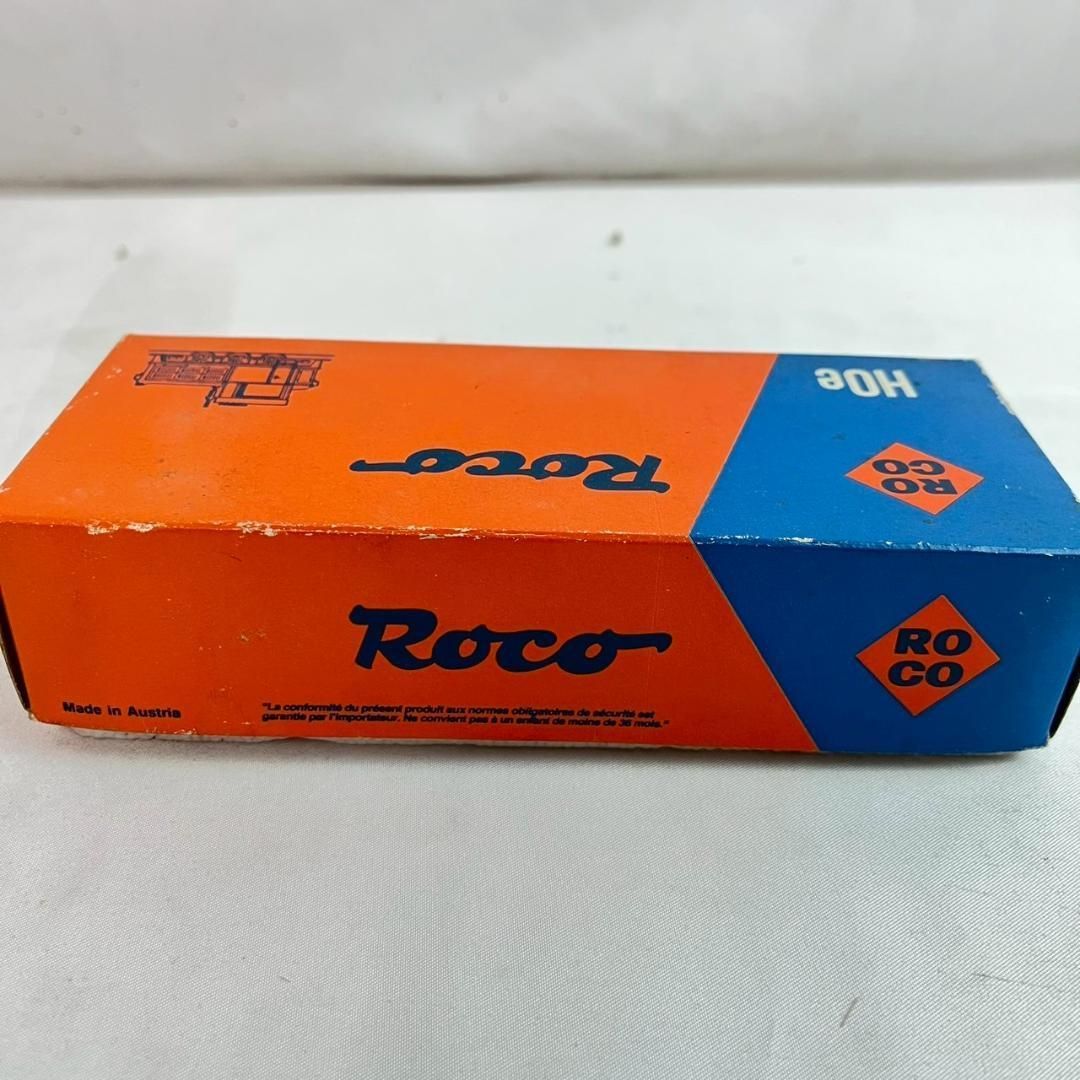 HOe
RO
CO
Roco
Roco
RO
CO
Made in Austria
"La conformité du présent produit aux normes obligatoires de sécurité est
garantie par l'importateur. Ne convient pas à un enfant de moins de 36 mois."